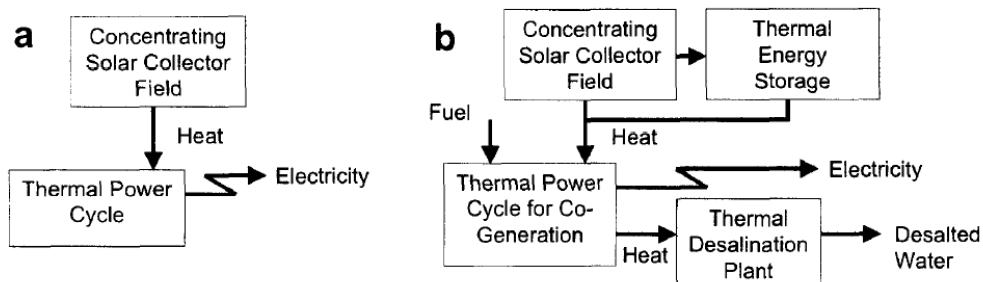 a
Concentrating
Solar Collector
Field
Heat
Thermal Power
Cycle
Electricity
b
Concentrating
Solar Collector
Field
Thermal
Energy
Storage
Fuel
Heat
Thermal Power
Cycle for Co-
Generation
Electricity
Heat
Thermal
Desalination
Plant
Desalted
Water